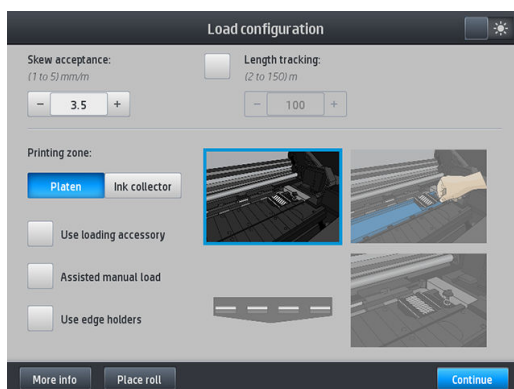 Load configuration
Skew acceptance:
(1 to 5) mm/m
− 3.5 +
Length tracking:
(2 to 150) m
− 100 +
Printing zone:
Platen
Ink collector
Use loading accessory
Assisted manual load
Use edge holders
More info
Place roll
Continue